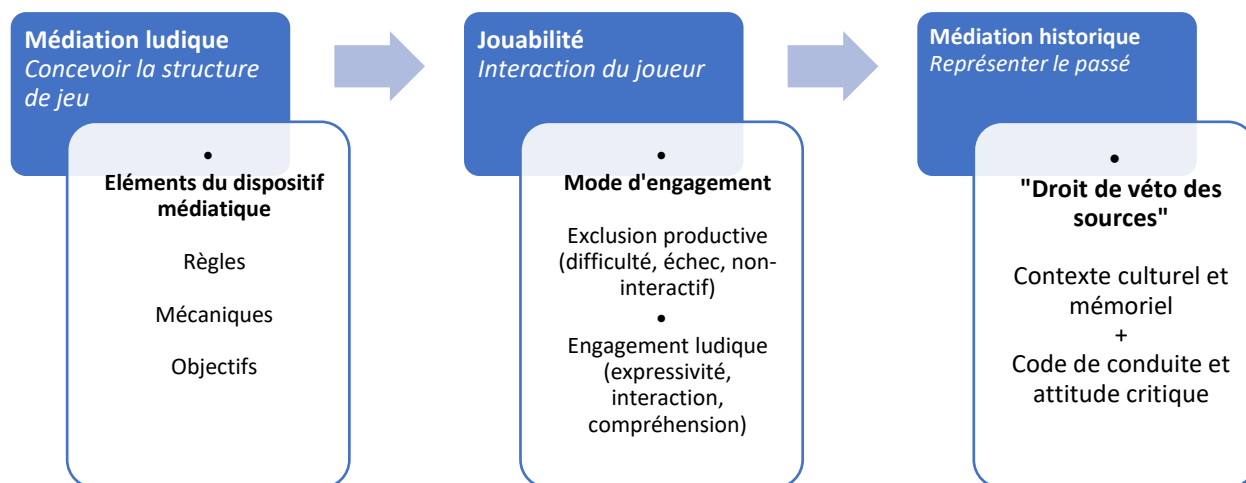 Médiation ludique
Concevoir la structure
de jeu
•
Eléments du dispositif
médiatique
Règles
Mécaniques
Objectifs
Jouabilité
Interaction du joueur
•
Mode d'engagement
Exclusion productive
(difficulté, échec, non-
interactif)
•
Engagement ludique
(expressivité,
interaction,
compréhension)
Médiation historique
Représenter le passé
•
"Droit de véto des
sources"
Contexte culturel et
mémoriel
+
Code de conduite et
attitude critique